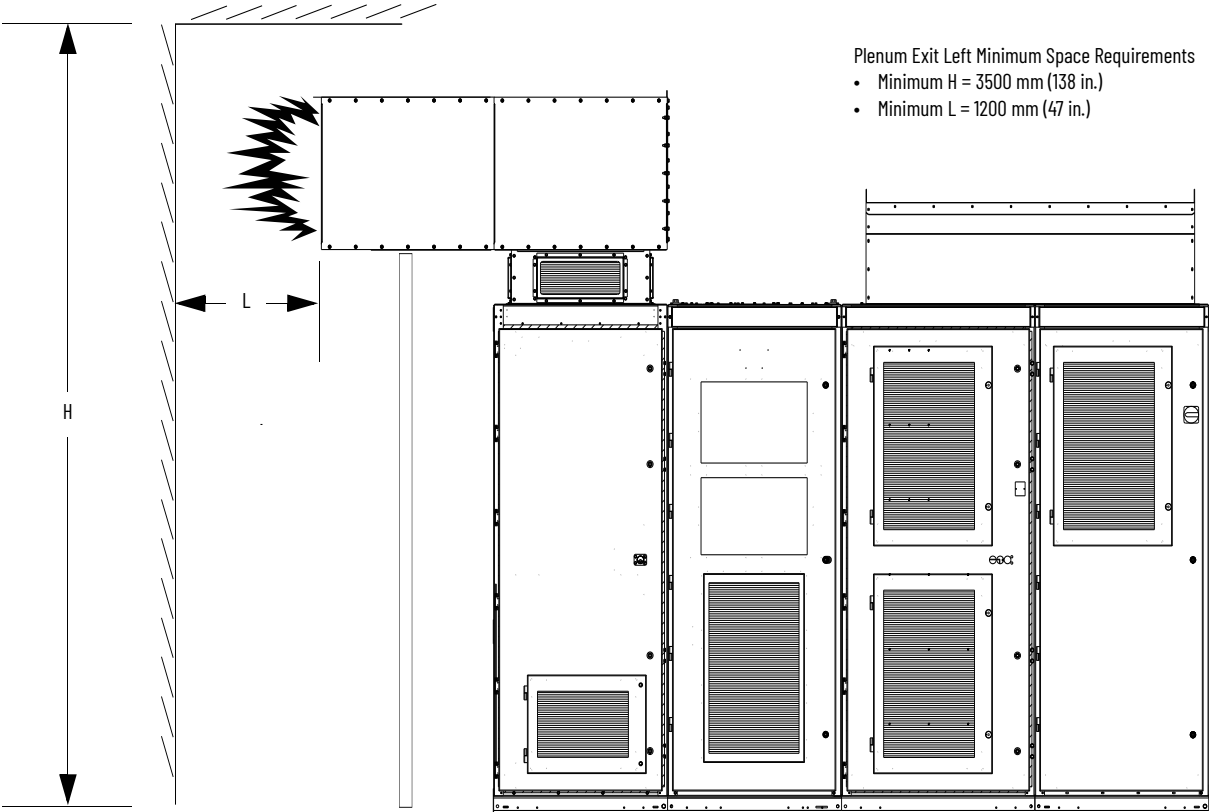 Plenum Exit Left Minimum Space Requirements
• Minimum H = 3500 mm (138 in.)
• Minimum L = 1200 mm (47 in.)
L
H